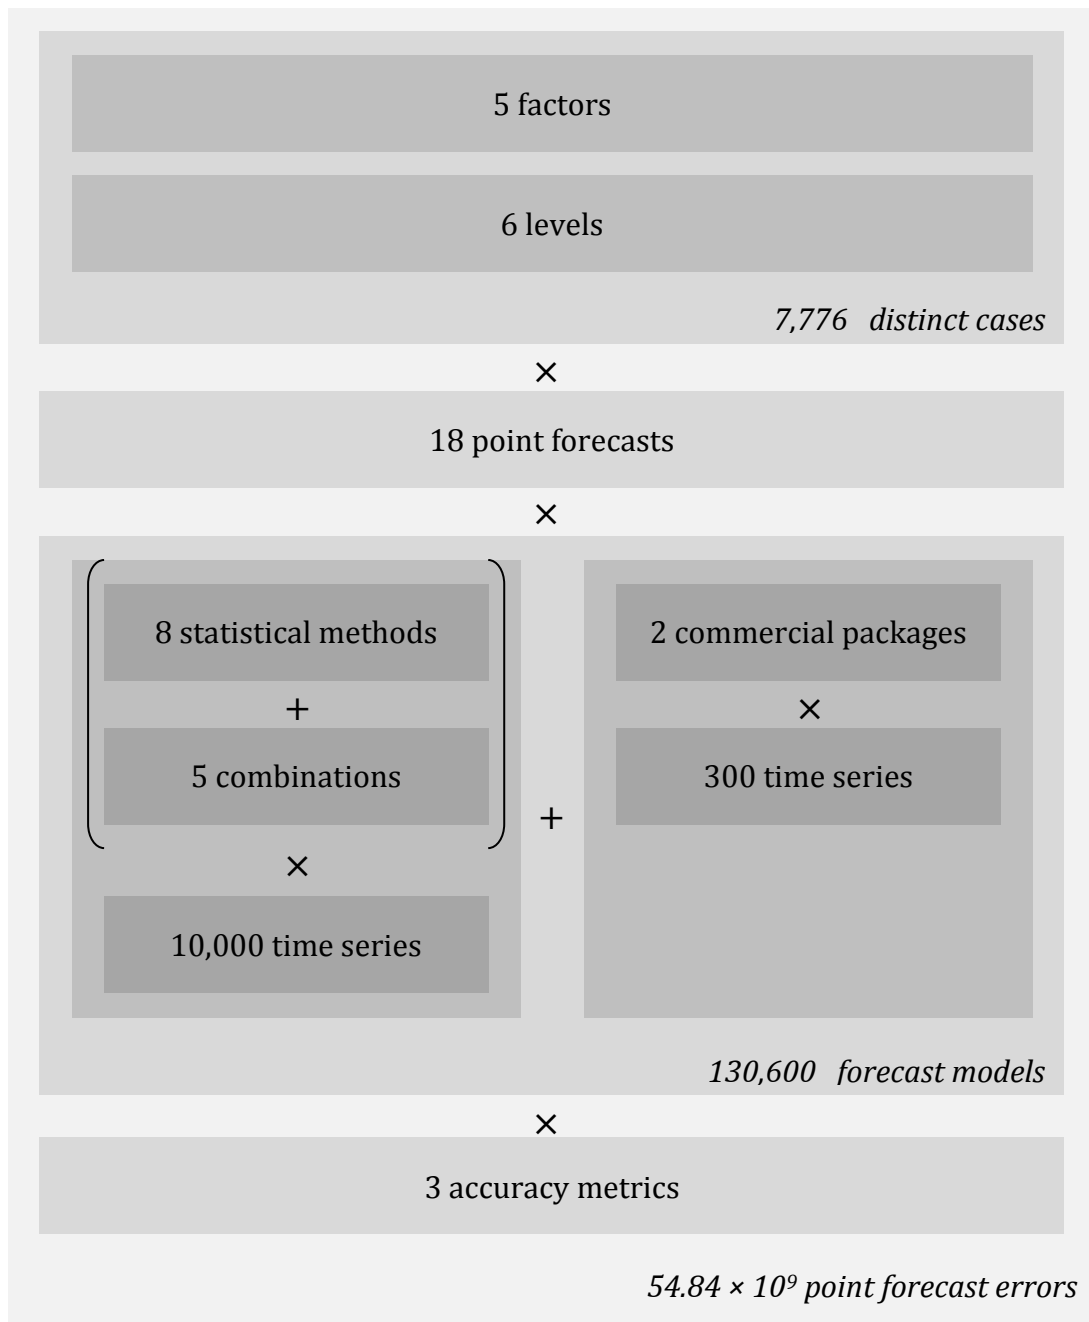 5 factors
6 levels
7,776 distinct cases
×
18 point forecasts
×
8 statistical methods
+
5 combinations
×
10,000 time series
+
2 commercial packages
×
300 time series
130,600 forecast models
×
3 accuracy metrics
54.84 × 10⁹ point forecast errors